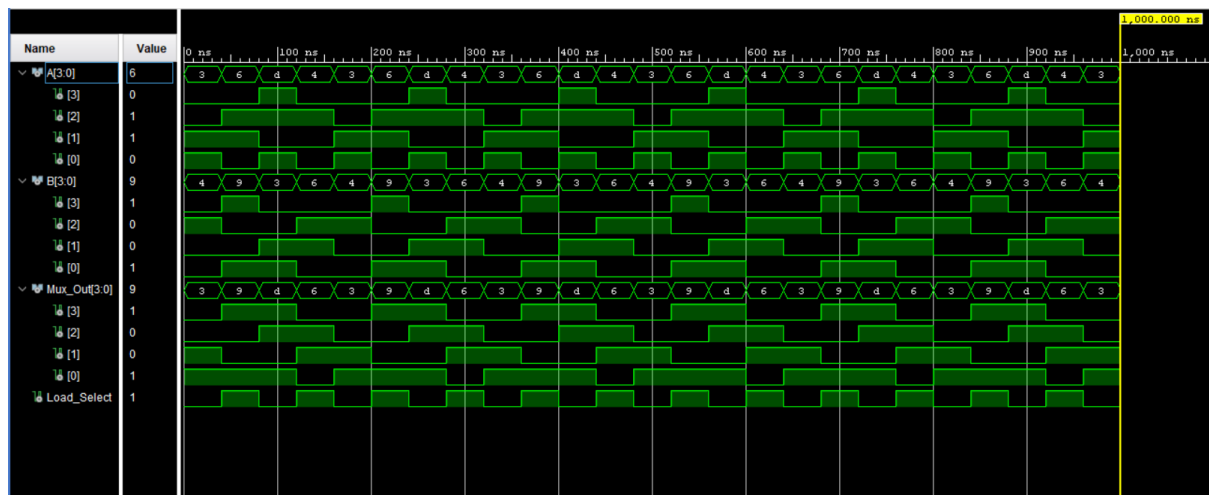 1,000.000 ns
Name Value 0 ns 100 ns 200 ns 300 ns 400 ns 500 ns 600 ns 700 ns 800 ns 900 ns 1,000 ns
A[3:0] 6 3 6 d 4 3 6 d 4 3 6 d 4 3 6 d 4 3 6 d 4 3 6 d 4 3
[3] 0
[2] 1
[1] 1
[0] 0
B[3:0] 9 4 9 3 6 4 9 3 6 4 9 3 6 4 9 3 6 4 9 3 6 4 9 3 6 4
[3] 1
[2] 0
[1] 0
[0] 1
Mux_Out[3:0] 9 3 9 d 6 3 9 d 6 3 9 d 6 3 9 d 6 3 9 d 6 3 9 d 6 3
[3] 1
[2] 0
[1] 0
[0] 1
Load_Select 1